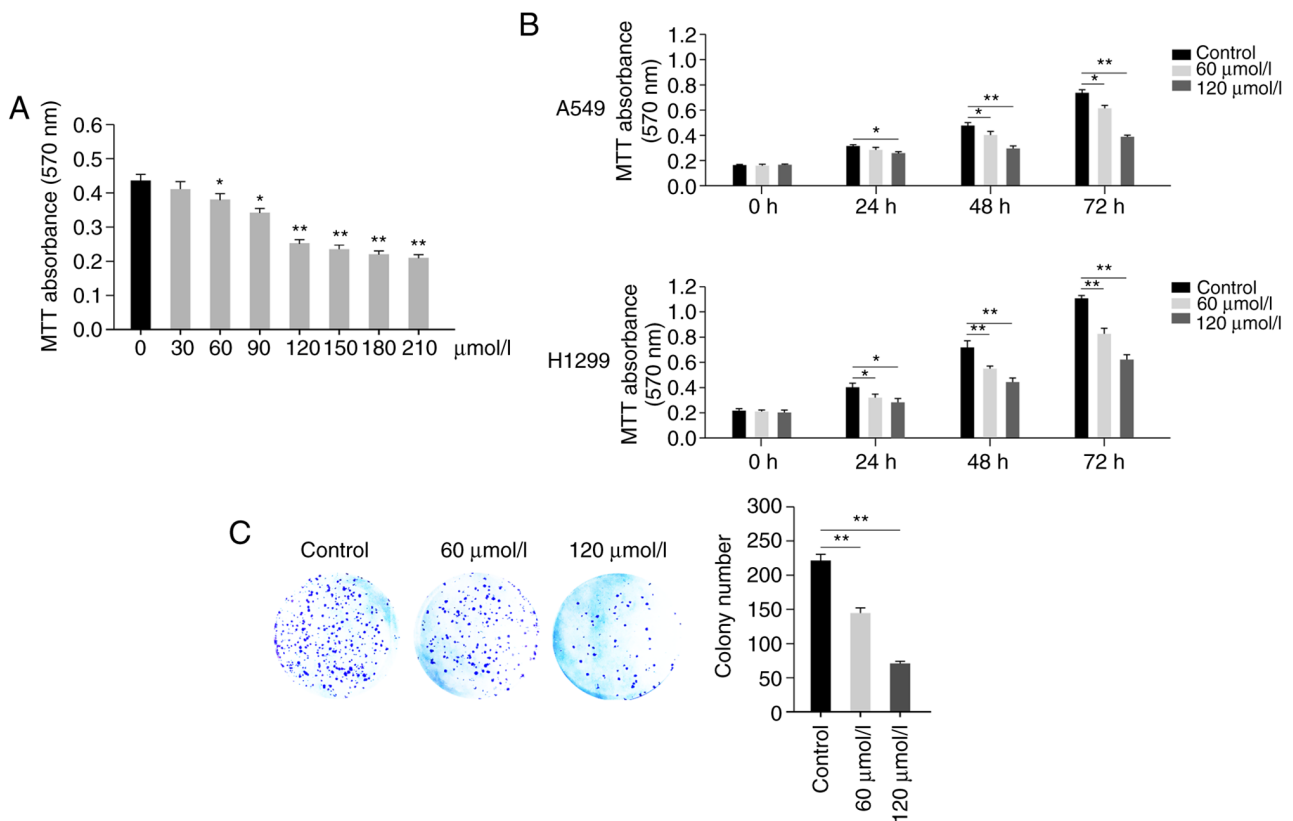 A
MTT absorbance (570 nm)
0.6
0.5
0.4
0.3
0.2
0.1
0.0
* * ** ** ** **
0 30 60 90 120 150 180 210 μmol/l
B
A549
MTT absorbance
(570 nm)
1.2
1.0
0.8
0.6
0.4
0.2
0.0
*
**
*
**
*
0 h 24 h 48 h 72 h
Control
60 μmol/l
120 μmol/l
H1299
MTT absorbance
(570 nm)
1.2
1.0
0.8
0.6
0.4
0.2
0.0
*
*
**
**
**
**
0 h 24 h 48 h 72 h
Control
60 μmol/l
120 μmol/l
C
Control 60 μmol/l 120 μmol/l
Colony number
300
250
200
150
100
50
0
**
**
Control
60 μmol/l
120 μmol/l